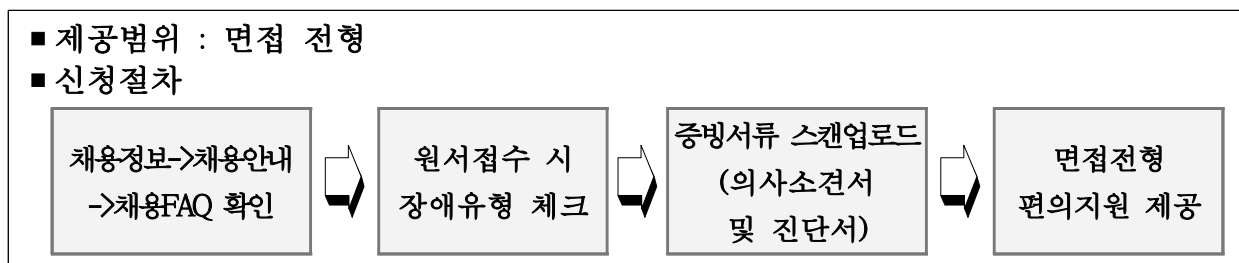 ■ 제공범위 : 면접 전형
■ 신청절차
채용정보->채용안내
->채용FAQ 확인
원서접수 시
장애유형 체크
증빙서류 스캔업로드
(의사소견서
및 진단서)
면접전형
편의지원 제공